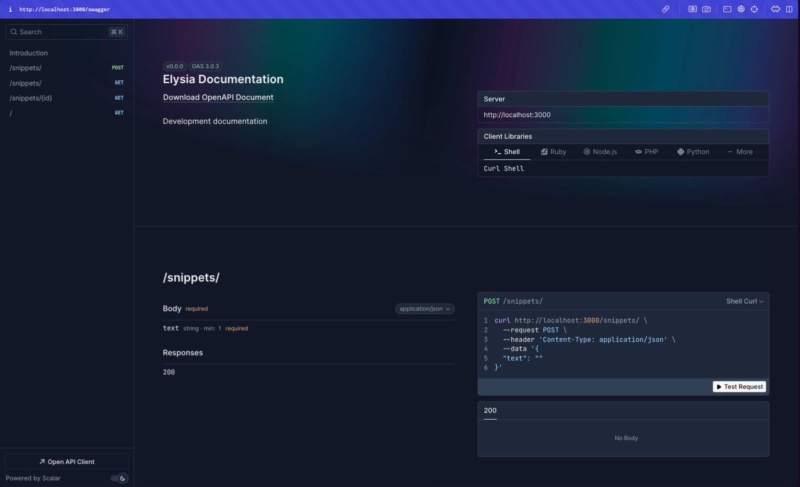 http://localhost:3000/swagger
Search
⌘ K
Introduction
/snippets/ POST
/snippets/ GET
/snippets/{id} GET
/ GET
Open API Client
Powered by Scalar
v0.0.0 OAS 3.0.3
Elysia Documentation
Download OpenAPI Document
Development documentation
Server
http://localhost:3000
Client Libraries
Shell Ruby Node.js PHP Python More
Curl Shell
/snippets/
Body required application/json
text string · min: 1 required
Responses
200
POST /snippets/ Shell Curl
1 curl http://localhost:3000/snippets/ \
2 --request POST \
3 --header 'Content-Type: application/json' \
4 --data '{
5 "text": ""
6 }'
Test Request
200
No Body